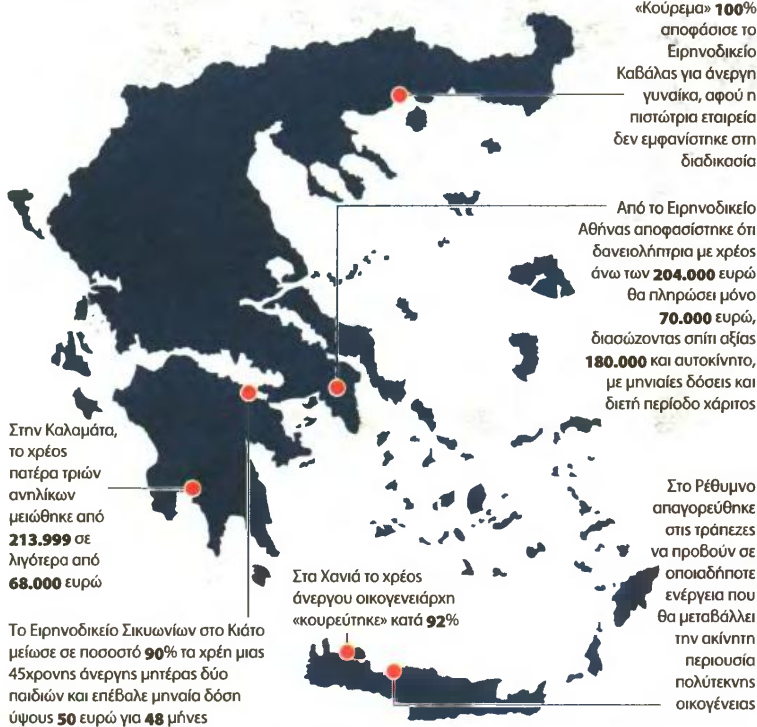 «Κούρεμα» 100%
αποφάσισε το
Ειρηνοδικείο
Καβάλας για άνεργη
γυναίκα, αφού η
πιστώτρια εταιρεία
δεν εμφανίστηκε στη
διαδικασία
Από το Ειρηνοδικείο
Αθήνας αποφασίστηκε ότι
δανειολήπτρια με χρέος
άνω των 204.000 ευρώ
θα πληρώσει μόνο
70.000 ευρώ,
διασώζοντας σπίτι αξίας
180.000 και αυτοκίνητο,
με μηνιαίες δόσεις και
διετή περίοδο χάριτος
Στην Καλαμάτα,
το χρέος
πατέρα τριών
ανηλίκων
μειώθηκε από
213.999 σε
λιγότερα από
68.000 ευρώ
Στο Ρέθυμνο
απαγορεύθηκε
στις τράπεζες
να προβούν σε
οποιαδήποτε
ενέργεια που
θα μεταβάλλει
την ακίνητη
περιουσία
πολύτεκνης
οικογένειας
Στα Χανιά το χρέος
άνεργου οικογενειάρχη
«κουρεύτηκε» κατά 92%
Το Ειρηνοδικείο Σικυωνίων στο Κιάτο
μείωσε σε ποσοστό 90% τα χρέη μιας
45χρονης άνεργης μητέρας δύο
παιδιών και επέβαλε μηναία δόση
ύψους 50 ευρώ για 48 μήνες